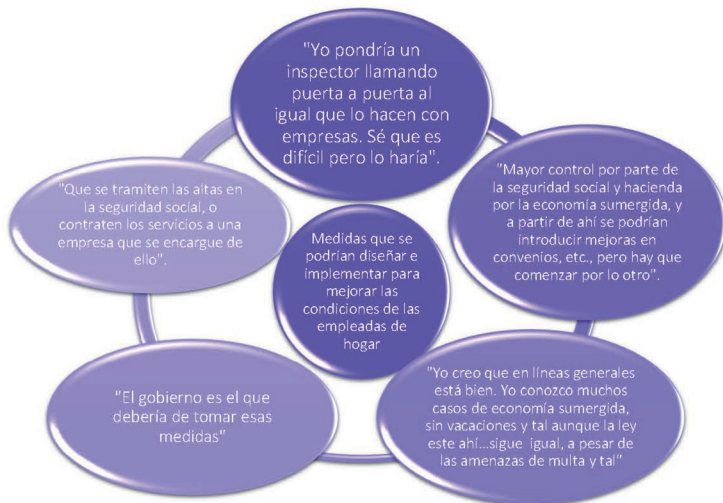 "Yo pondría un
inspector llamando
puerta a puerta al
igual que lo hacen con
empresas. Sé que es
difícil pero lo haría".
"Mayor control por parte de
la seguridad social y hacienda
por la economía sumergida, y
a partir de ahí se podrían
introducir mejoras en
convenios, etc., pero hay que
comenzar por lo otro".
"Yo creo que en líneas generales
está bien. Yo conozco muchos
casos de economía sumergida,
sin vacaciones y tal aunque la ley
este ahí...sigue igual, a pesar de
las amenazas de multa y tal"
"El gobierno es el que
debería de tomar esas
medidas"
"Que se tramiten las altas en
la seguridad social, o
contraten los servicios a una
empresa que se encargue de
ello".
Medidas que se
podrían diseñar e
implementar para
mejorar las
condiciones de las
empleadas de
hogar